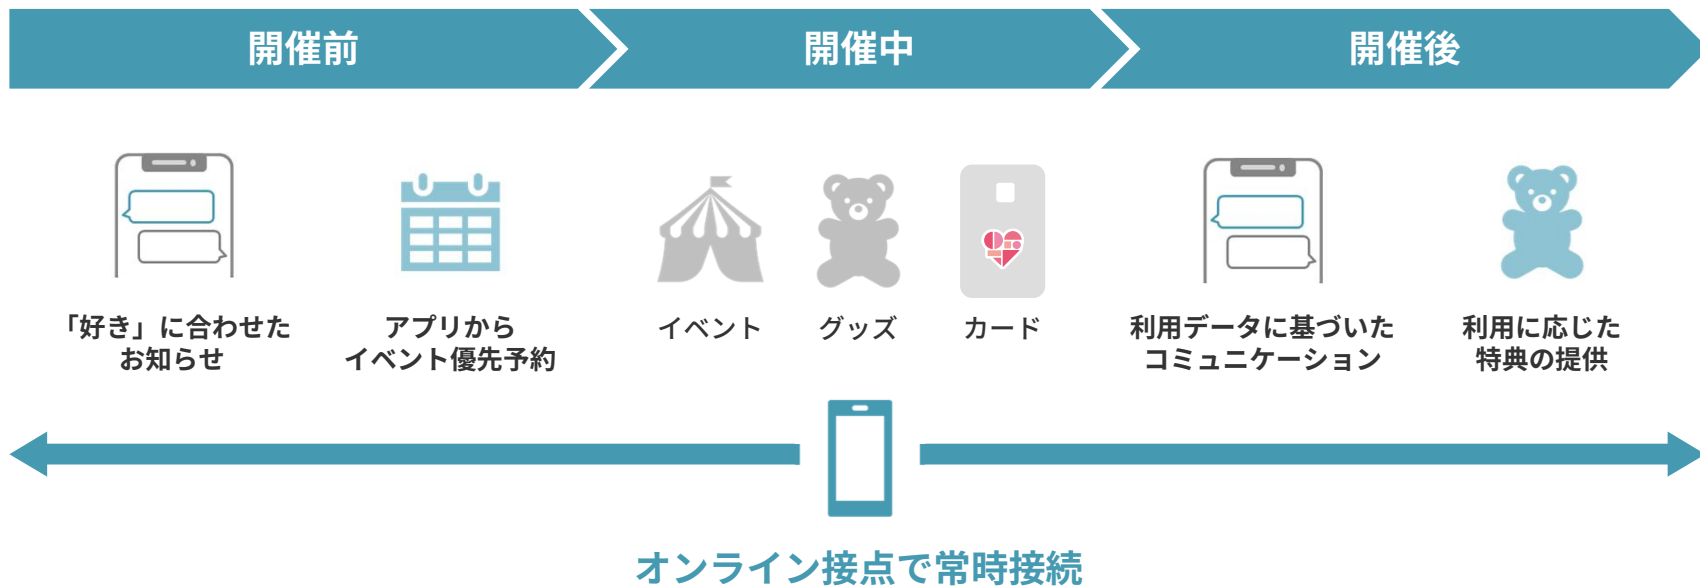 開催前
開催中
開催後
「好き」に合わせた
お知らせ
アプリから
イベント優先予約
イベント
グッズ
カード
利用データに基づいた
コミュニケーション
利用に応じた
特典の提供
オンライン接点で常時接続